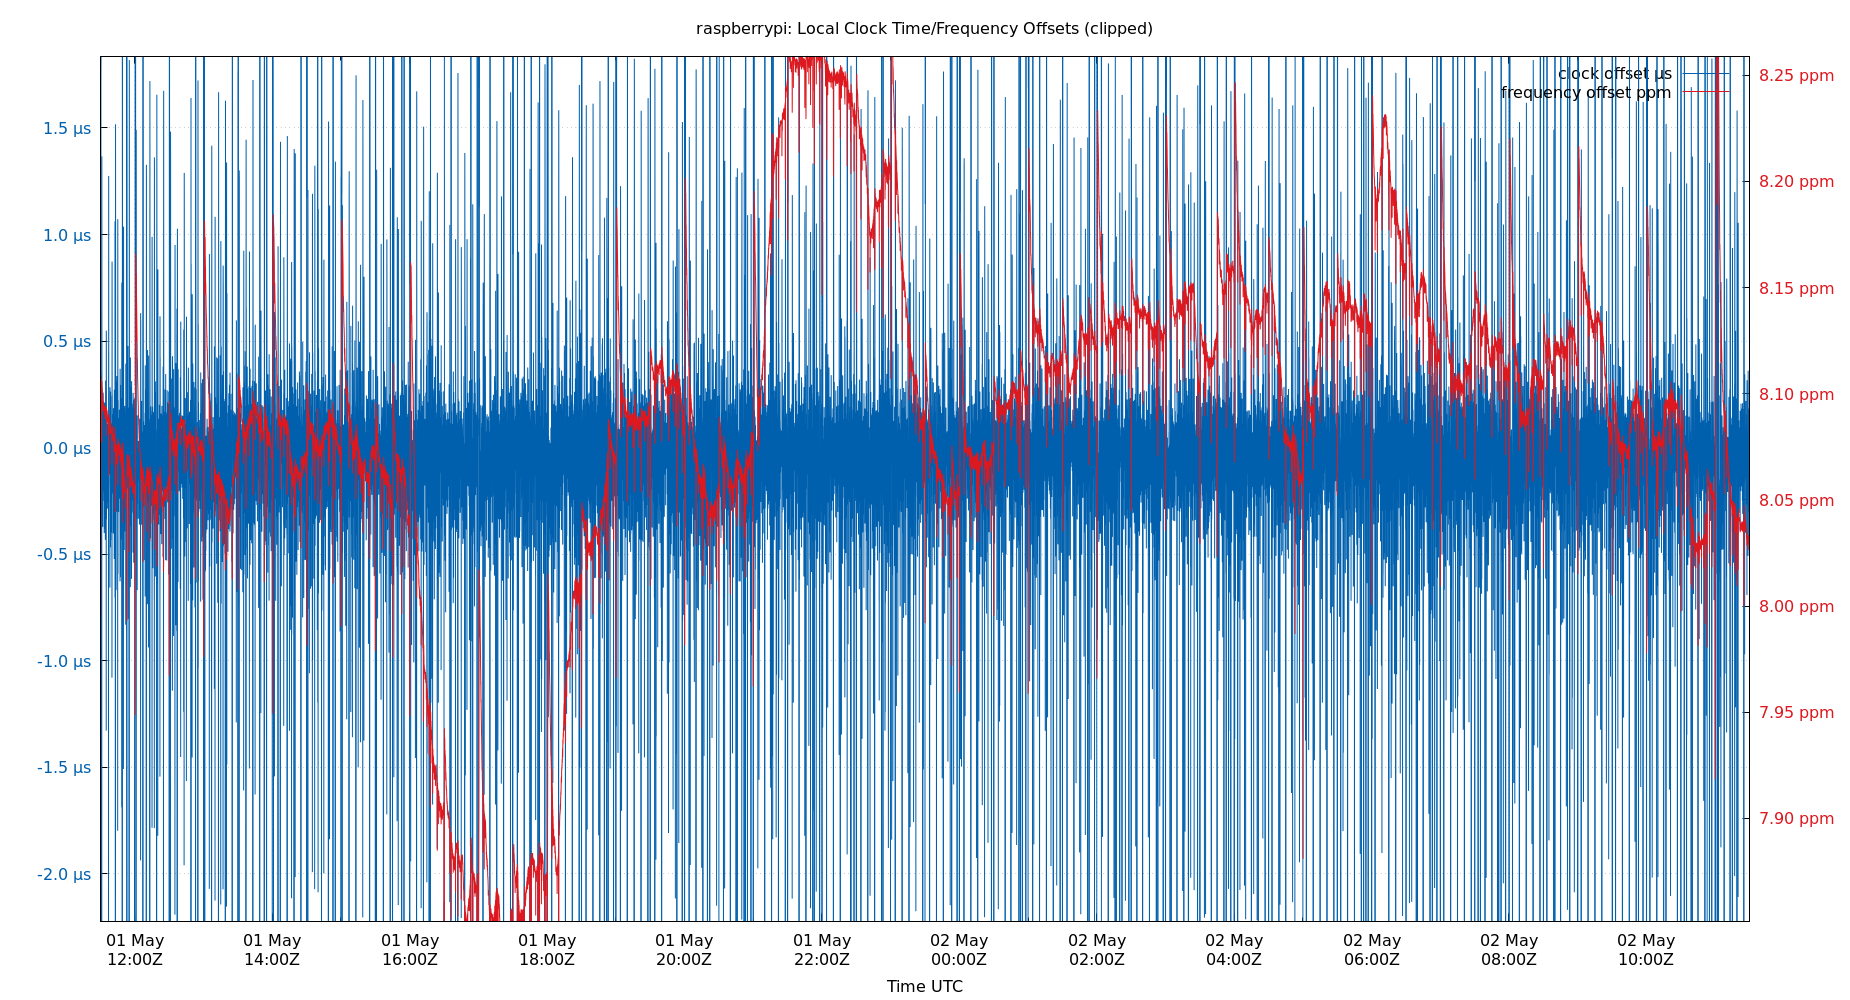 raspberrypi: Local Clock Time/Frequency Offsets (clipped)
clock offset µs
frequency offset ppm
1.5 µs
1.0 µs
0.5 µs
0.0 µs
-0.5 µs
-1.0 µs
-1.5 µs
-2.0 µs
8.25 ppm
8.20 ppm
8.15 ppm
8.10 ppm
8.05 ppm
8.00 ppm
7.95 ppm
7.90 ppm
01 May 01 May 01 May 01 May 01 May 01 May 02 May 02 May 02 May 02 May 02 May 02 May
12:00Z 14:00Z 16:00Z 18:00Z 20:00Z 22:00Z 00:00Z 02:00Z 04:00Z 06:00Z 08:00Z 10:00Z
Time UTC